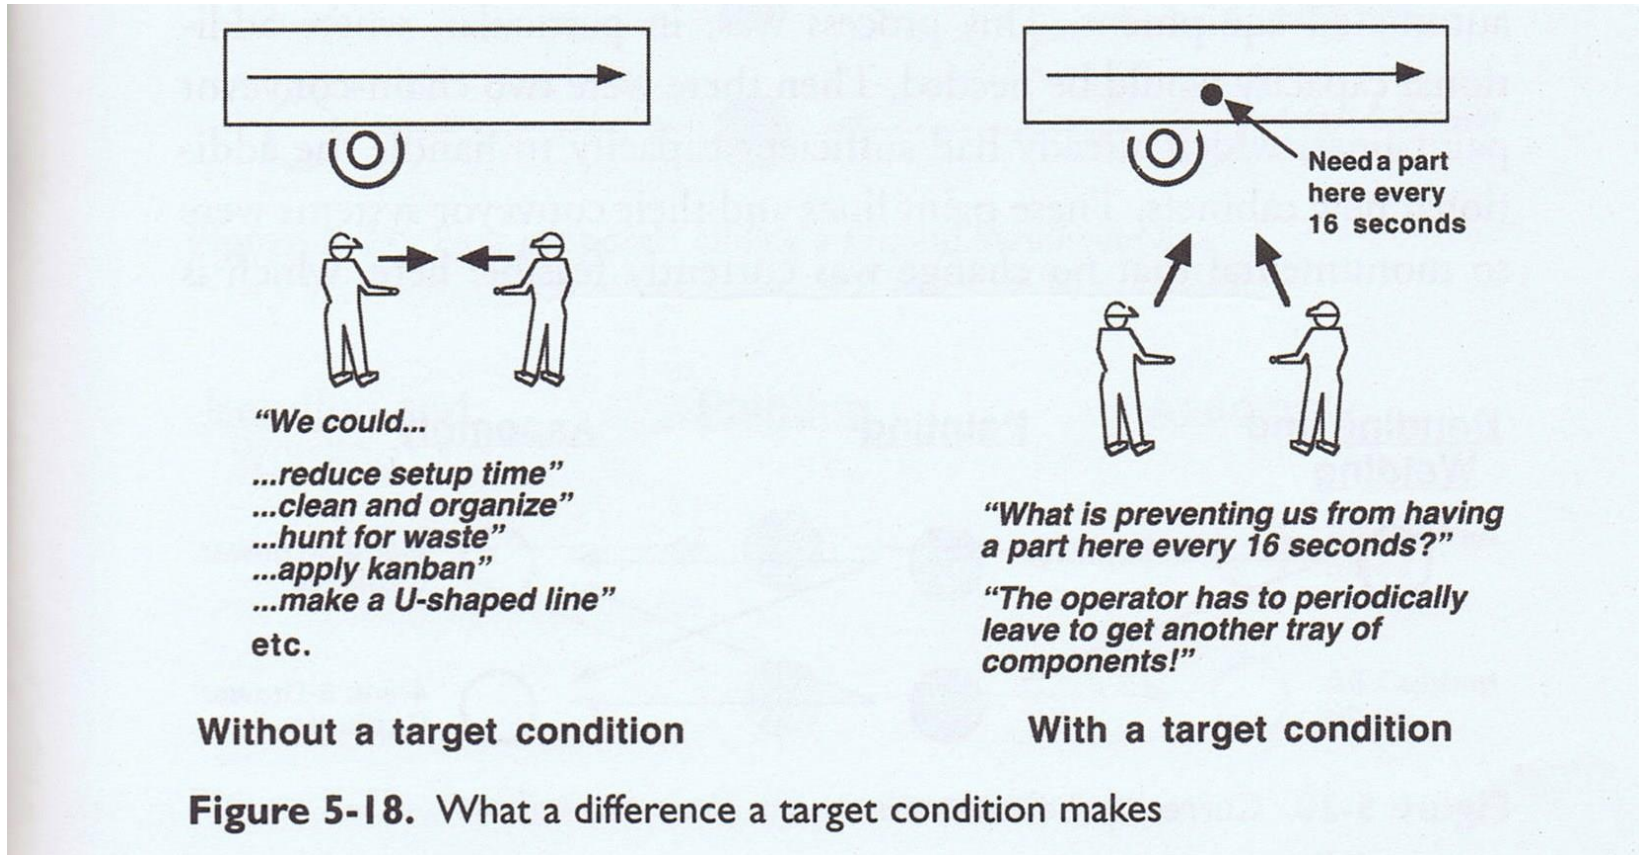 Need a part
here every
16 seconds
"We could...
...reduce setup time"
...clean and organize"
...hunt for waste"
...apply kanban"
...make a U-shaped line"
etc.
Without a target condition
"What is preventing us from having
a part here every 16 seconds?"
"The operator has to periodically
leave to get another tray of
components!"
With a target condition
Figure 5-18. What a difference a target condition makes